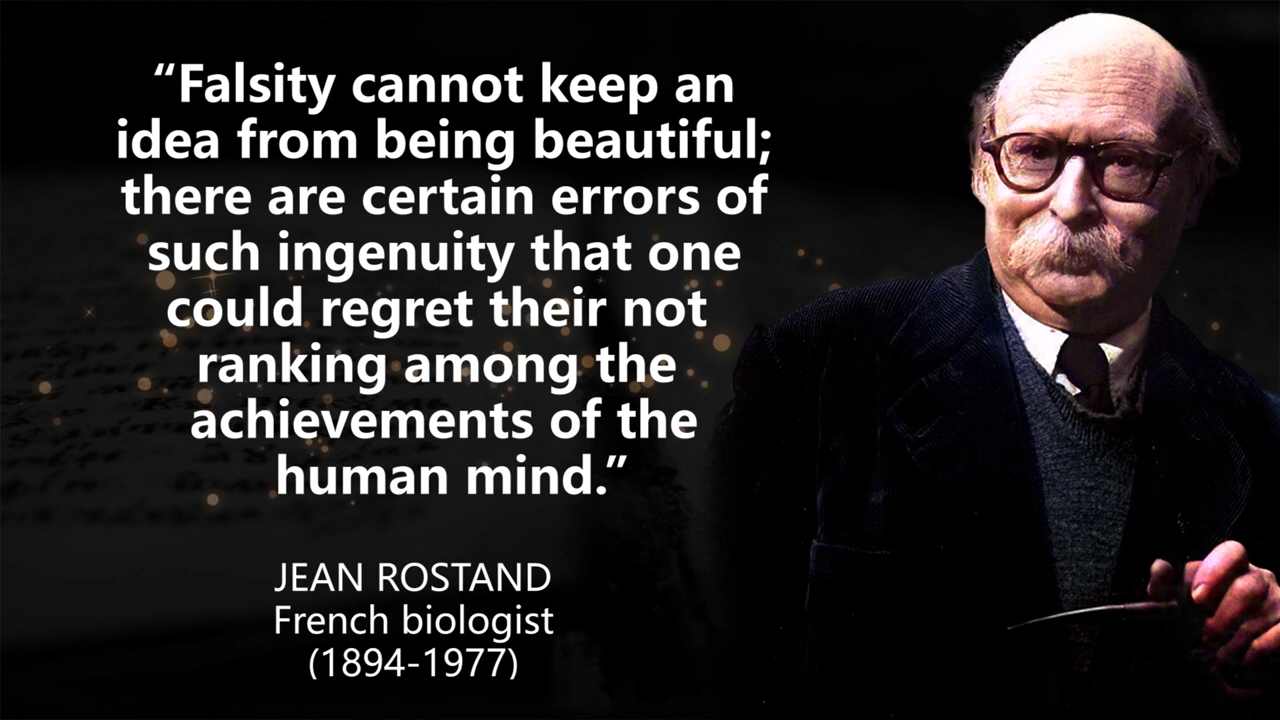 “Falsity cannot keep an
idea from being beautiful;
there are certain errors of
such ingenuity that one
could regret their not
ranking among the
achievements of the
human mind.”
JEAN ROSTAND
French biologist
(1894-1977)